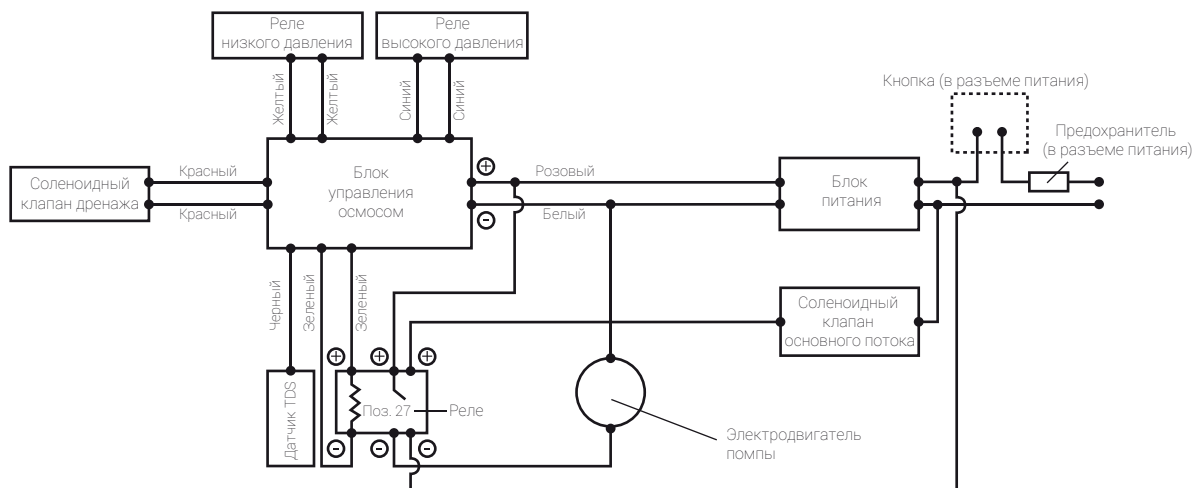 Реле
низкого давления
Реле
высокого давления
Кнопка (в разъеме питания)
Предохранитель
(в разъеме питания)
Желтый
Желтый
Синий
Синий
Соленоидный
клапан дренажа
Красный
Красный
Блок
управления
осмосом
+
-
Розовый
Белый
Блок
питания
Черный
Зеленый
Зеленый
Соленоидный
клапан
основного потока
+
+
+
Датчик TDS
Поз. 27
Реле
-
-
-
Электродвигатель
помпы